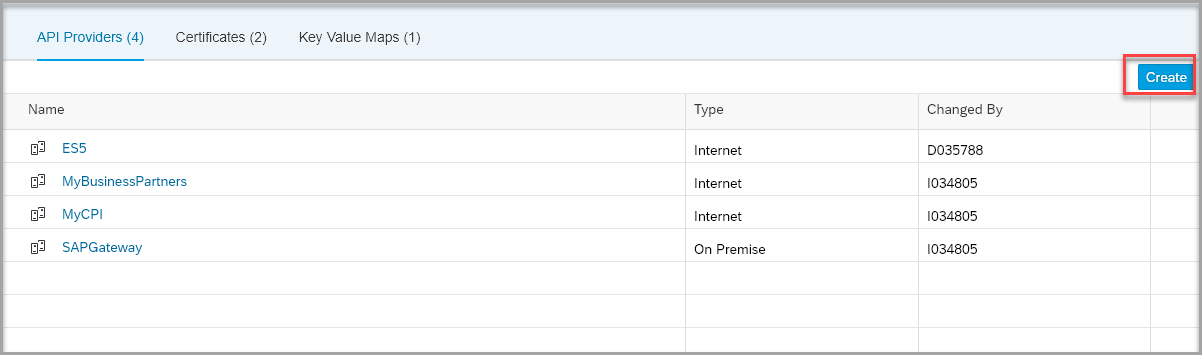 API Providers (4) Certificates (2) Key Value Maps (1)
Create
Name Type Changed By
ES5 Internet D035788
MyBusinessPartners Internet I034805
MyCPI Internet I034805
SAPGateway On Premise I034805